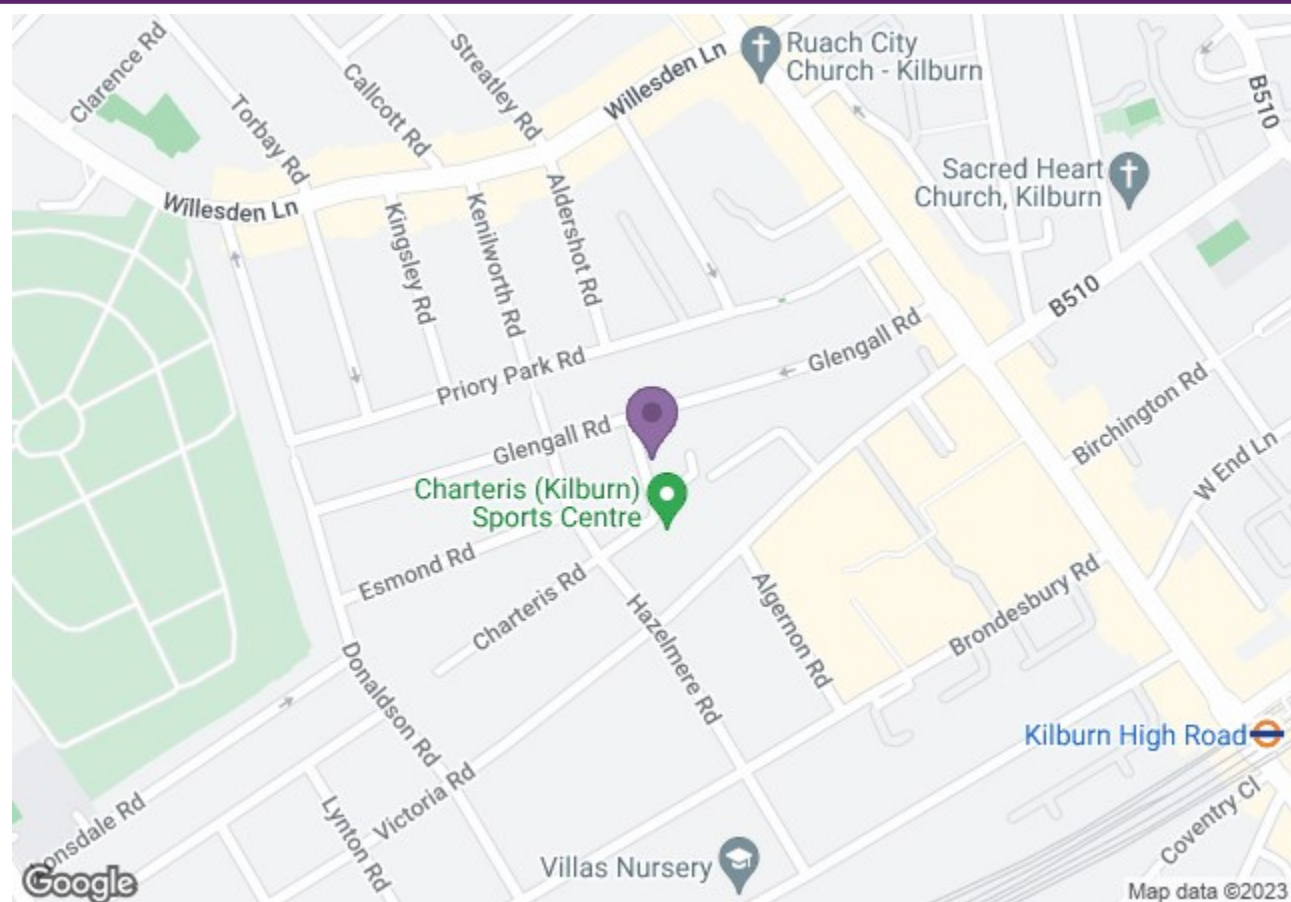 Clarence Rd
Torbay Rd
Callcott Rd
Streatley Rd
Willesden Ln
Ruach City
Church - Kilburn
B510
Sacred Heart
Church, Kilburn
Willesden Ln
Kingsley Rd
Kenilworth Rd
Aldershot Rd
B510
Priory Park Rd
Glengall Rd
Glengall Rd
Birchington Rd
W End Ln
Charteris (Kilburn)
Sports Centre
Esmond Rd
Charteris Rd
Hazelmere Rd
Algernon Rd
Brondesbury Rd
Donaldson Rd
Kilburn High Road
Lynton Rd
Victoria Rd
onsdale Rd
Coventry Cl
Villas Nursery
Google
Map data ©2023